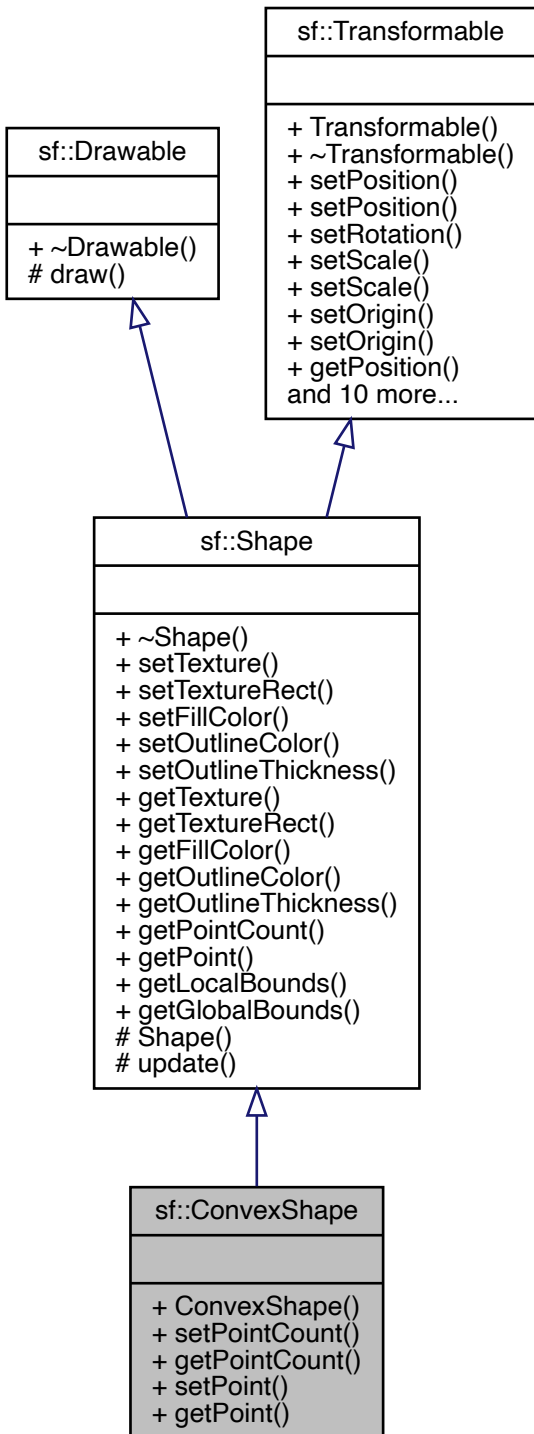 sf::Transformable
+ Transformable()
+ ~Transformable()
+ setPosition()
+ setPosition()
+ setRotation()
+ setScale()
+ setScale()
+ setOrigin()
+ setOrigin()
+ getPosition()
and 10 more...
sf::Drawable
+ ~Drawable()
# draw()
sf::Shape
+ ~Shape()
+ setTexture()
+ setTextureRect()
+ setFillColor()
+ setOutlineColor()
+ setOutlineThickness()
+ getTexture()
+ getTextureRect()
+ getFillColor()
+ getOutlineColor()
+ getOutlineThickness()
+ getPointCount()
+ getPoint()
+ getLocalBounds()
+ getGlobalBounds()
# Shape()
# update()
sf::ConvexShape
+ ConvexShape()
+ setPointCount()
+ getPointCount()
+ setPoint()
+ getPoint()